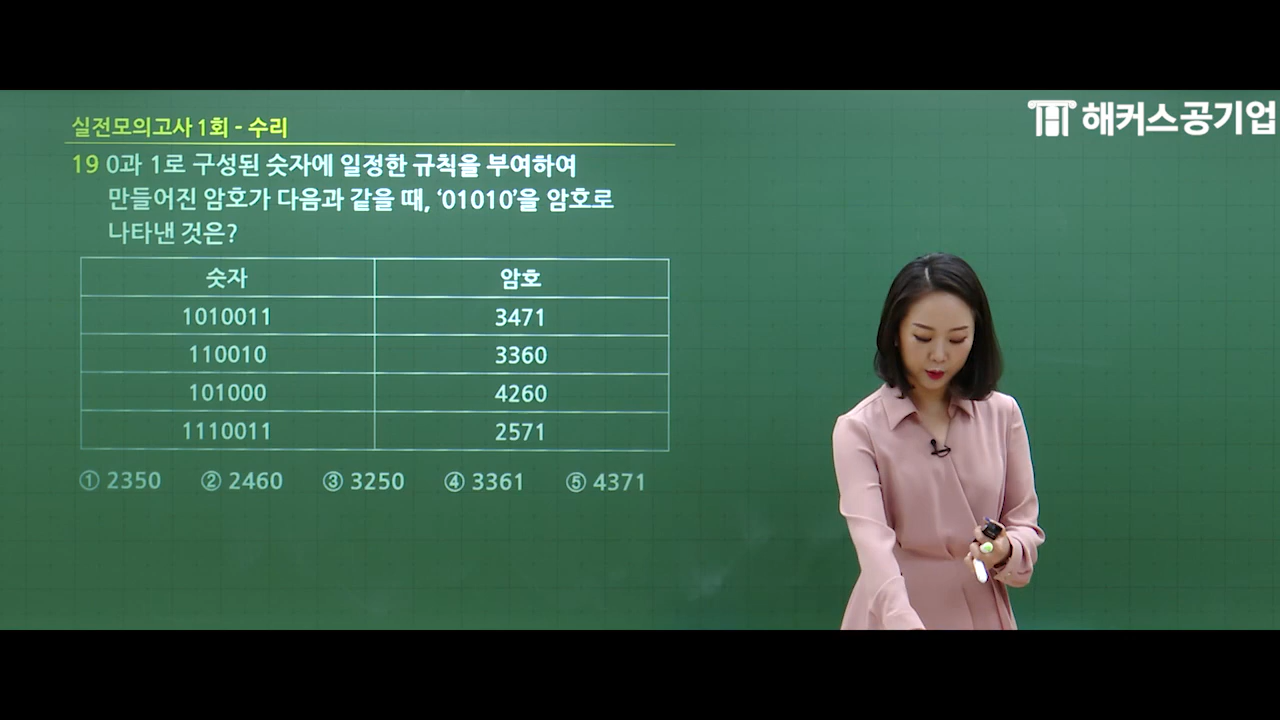 해커스공기업
실전모의고사 1회 - 수리
19 0과 1로 구성된 숫자에 일정한 규칙을 부여하여
만들어진 암호가 다음과 같을 때, ‘01010’을 암호로
나타낸 것은?
숫자 암호
1010011 3471
110010 3360
101000 4260
1110011 2571
① 2350 ② 2460 ③ 3250 ④ 3361 ⑤ 4371